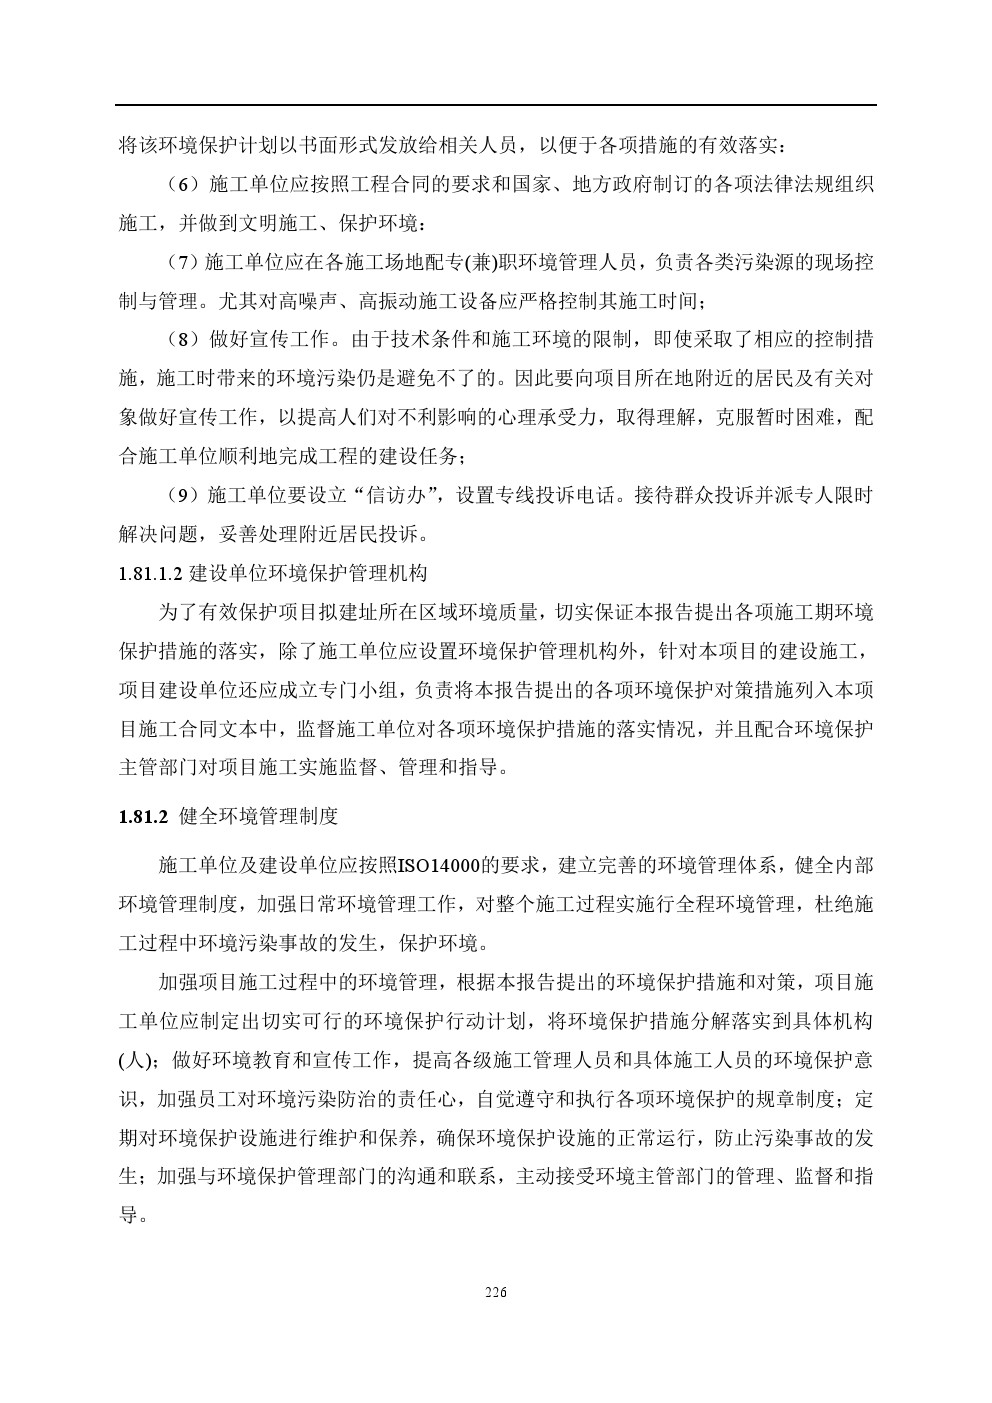 将该环境保护计划以书面形式发放给相关人员，以便于各项措施的有效落实：
（6）施工单位应按照工程合同的要求和国家、地方政府制订的各项法律法规组织
施工，并做到文明施工、保护环境：
（7）施工单位应在各施工场地配专(兼)职环境管理人员，负责各类污染源的现场控
制与管理。尤其对高噪声、高振动施工设备应严格控制其施工时间；
（8）做好宣传工作。由于技术条件和施工环境的限制，即使采取了相应的控制措
施，施工时带来的环境污染仍是避免不了的。因此要向项目所在地附近的居民及有关对
象做好宣传工作，以提高人们对不利影响的心理承受力，取得理解，克服暂时困难，配
合施工单位顺利地完成工程的建设任务；
（9）施工单位要设立“信访办”，设置专线投诉电话。接待群众投诉并派专人限时
解决问题，妥善处理附近居民投诉。
1.81.1.2 建设单位环境保护管理机构
为了有效保护项目拟建址所在区域环境质量，切实保证本报告提出各项施工期环境
保护措施的落实，除了施工单位应设置环境保护管理机构外，针对本项目的建设施工，
项目建设单位还应成立专门小组，负责将本报告提出的各项环境保护对策措施列入本项
目施工合同文本中，监督施工单位对各项环境保护措施的落实情况，并且配合环境保护
主管部门对项目施工实施监督、管理和指导。
1.81.2 健全环境管理制度
施工单位及建设单位应按照ISO14000的要求，建立完善的环境管理体系，健全内部
环境管理制度，加强日常环境管理工作，对整个施工过程实施行全程环境管理，杜绝施
工过程中环境污染事故的发生，保护环境。
加强项目施工过程中的环境管理，根据本报告提出的环境保护措施和对策，项目施
工单位应制定出切实可行的环境保护行动计划，将环境保护措施分解落实到具体机构
(人)；做好环境教育和宣传工作，提高各级施工管理人员和具体施工人员的环境保护意
识，加强员工对环境污染防治的责任心，自觉遵守和执行各项环境保护的规章制度；定
期对环境保护设施进行维护和保养，确保环境保护设施的正常运行，防止污染事故的发
生；加强与环境保护管理部门的沟通和联系，主动接受环境主管部门的管理、监督和指
导。
226